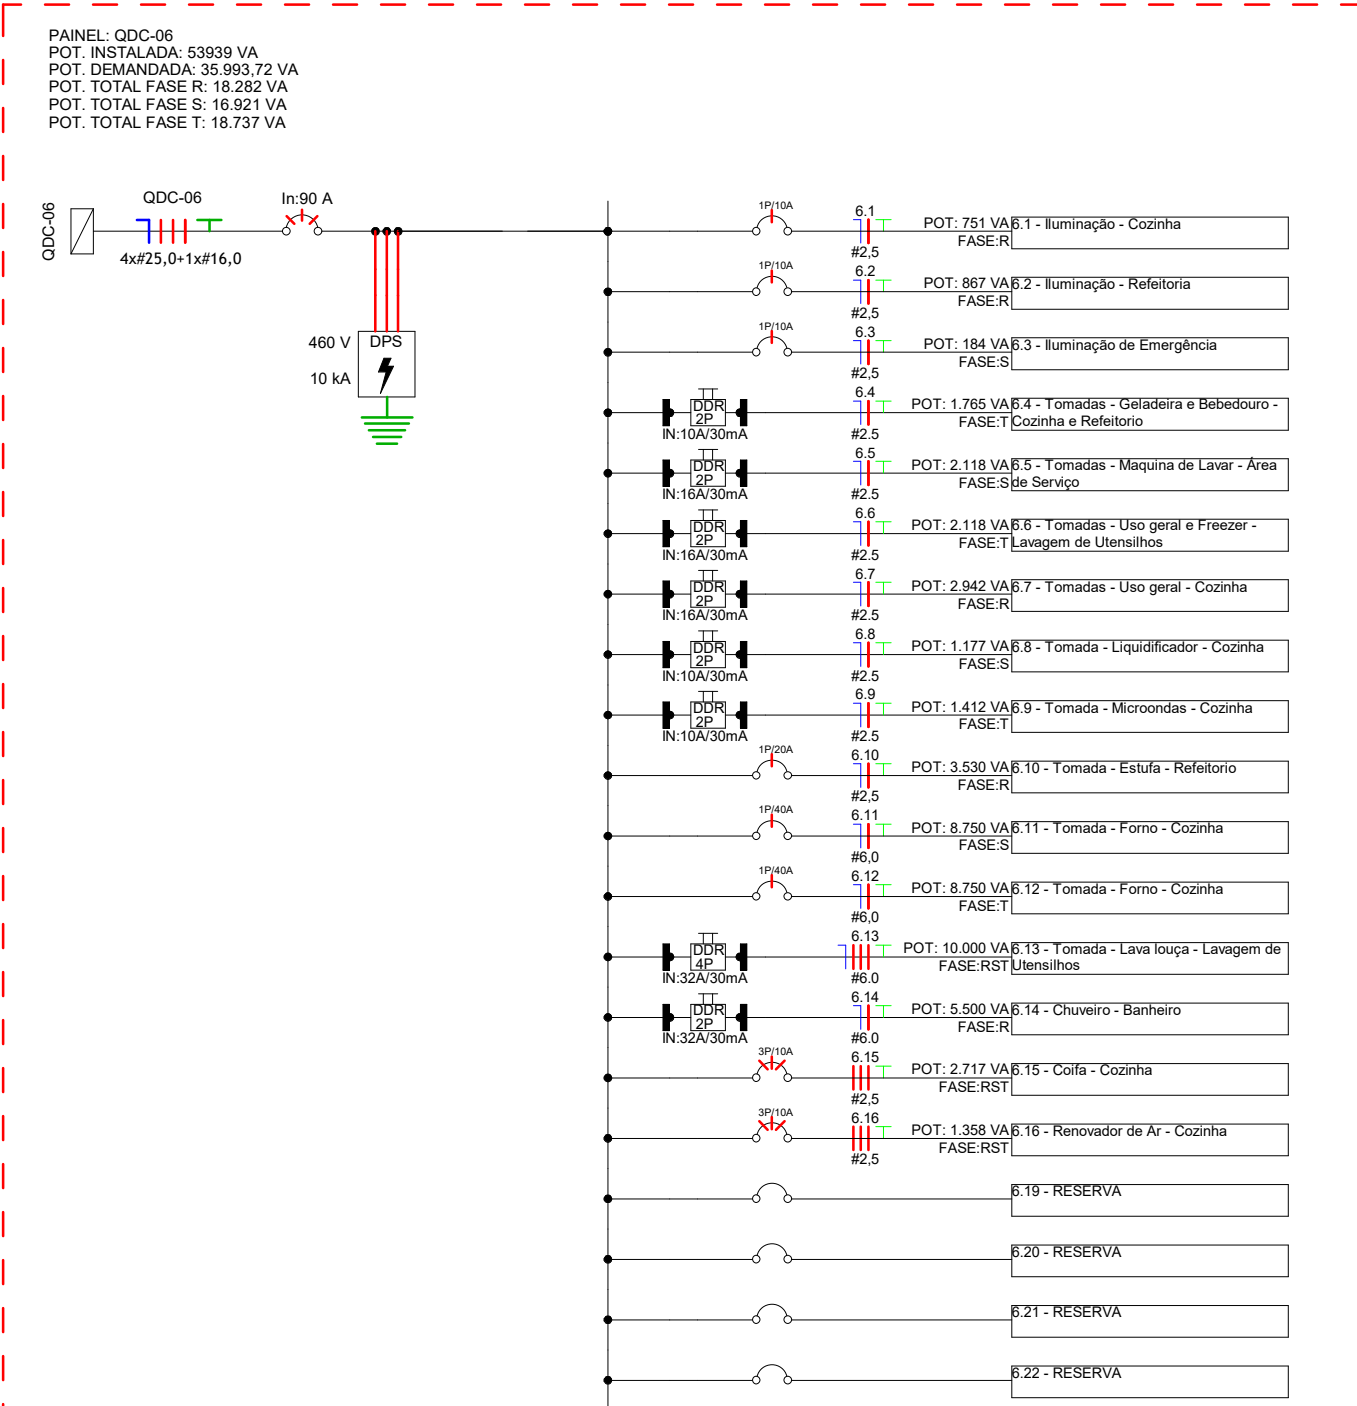 PAINEL: QDC-06
POT. INSTALADA: 53939 VA
POT. DEMANDADA: 35.993,72 VA
POT. TOTAL FASE R: 18.282 VA
POT. TOTAL FASE S: 16.921 VA
POT. TOTAL FASE T: 18.737 VA
QDC-06
QDC-06
4x#25,0+1x#16,0
In:90 A
460 V
10 kA
DPS
1P/10A
6.1
#2,5
POT: 751 VA
FASE:R
6.1 - Iluminação - Cozinha
1P/10A
6.2
#2,5
POT: 867 VA
FASE:R
6.2 - Iluminação - Refeitoria
1P/10A
6.3
#2,5
POT: 184 VA
FASE:S
6.3 - Iluminação de Emergência
DDR
2P
IN:10A/30mA
6.4
#2.5
POT: 1.765 VA
FASE:T
6.4 - Tomadas - Geladeira e Bebedouro -
Cozinha e Refeitorio
DDR
2P
IN:16A/30mA
6.5
#2.5
POT: 2.118 VA
FASE:S
6.5 - Tomadas - Maquina de Lavar - Área
de Serviço
DDR
2P
IN:16A/30mA
6.6
#2.5
POT: 2.118 VA
FASE:T
6.6 - Tomadas - Uso geral e Freezer -
Lavagem de Utensilhos
DDR
2P
IN:16A/30mA
6.7
#2.5
POT: 2.942 VA
FASE:R
6.7 - Tomadas - Uso geral - Cozinha
DDR
2P
IN:10A/30mA
6.8
#2.5
POT: 1.177 VA
FASE:S
6.8 - Tomada - Liquidificador - Cozinha
DDR
2P
IN:10A/30mA
6.9
#2.5
POT: 1.412 VA
FASE:T
6.9 - Tomada - Microondas - Cozinha
1P/20A
6.10
#2,5
POT: 3.530 VA
FASE:R
6.10 - Tomada - Estufa - Refeitorio
1P/40A
6.11
#6,0
POT: 8.750 VA
FASE:S
6.11 - Tomada - Forno - Cozinha
1P/40A
6.12
#6,0
POT: 8.750 VA
FASE:T
6.12 - Tomada - Forno - Cozinha
DDR
4P
IN:32A/30mA
6.13
#6.0
POT: 10.000 VA
FASE:RST
6.13 - Tomada - Lava louça - Lavagem de
Utensilhos
DDR
2P
IN:32A/30mA
6.14
#6.0
POT: 5.500 VA
FASE:R
6.14 - Chuveiro - Banheiro
3P/10A
6.15
#2,5
POT: 2.717 VA
FASE:RST
6.15 - Coifa - Cozinha
3P/10A
6.16
#2,5
POT: 1.358 VA
FASE:RST
6.16 - Renovador de Ar - Cozinha
6.19 - RESERVA
6.20 - RESERVA
6.21 - RESERVA
6.22 - RESERVA